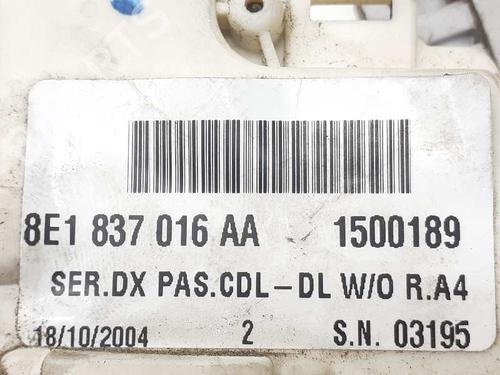 8E1 837 016 AA 1500189
SER.DX PAS.CDL-DL W/O R.A4
18/10/2004 2 S.N. 03195